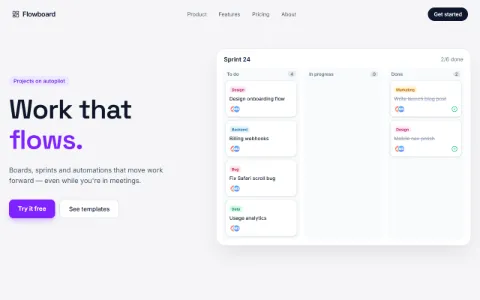 Flowboard
Product
Features
Pricing
About
Get started
Projects on autopilot
Work that
flows.
Boards, sprints and automations that move work
forward — even while you're in meetings.
Try it free
See templates
Sprint 24
2/6 done
To do
4
Design
Design onboarding flow
Backend
Billing webhooks
Bug
Fix Safari scroll bug
Data
Usage analytics
In progress
0
Done
2
Marketing
Write launch blog post
Design
Mobile nav polish